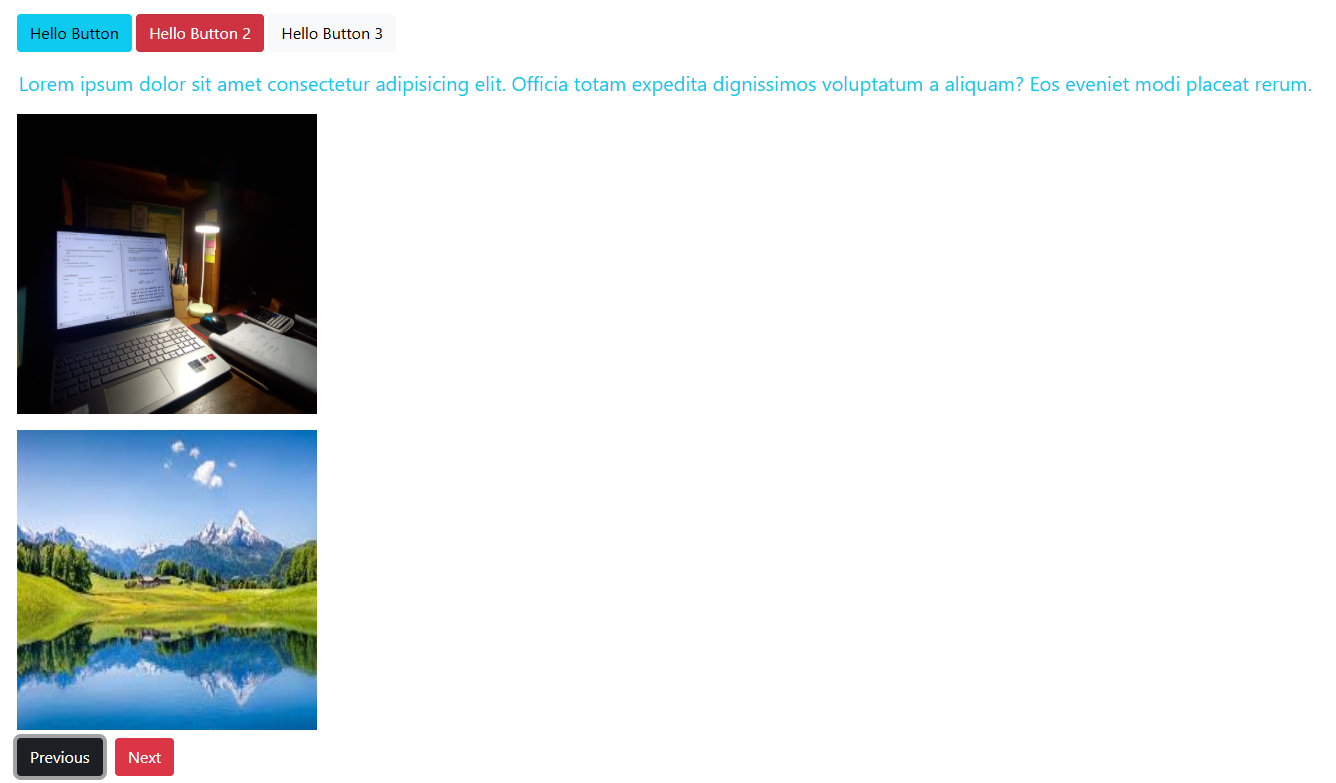 Hello Button Hello Button 2 Hello Button 3
Lorem ipsum dolor sit amet consectetur adipisicing elit. Officia totam expedita dignissimos voluptatum a aliquam? Eos eveniet modi placeat rerum.
Previous Next